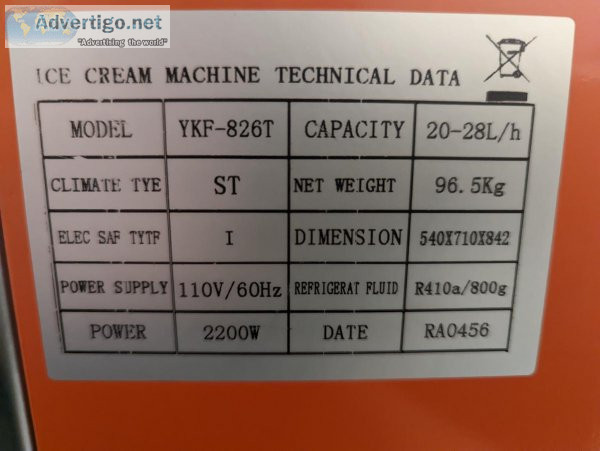 Advertigo.net
"Advertising the world"
ICE CREAM MACHINE TECHNICAL DATA
MODEL YKF-826T CAPACITY 20-28L/h
CLIMATE TYE ST NET WEIGHT 96.5Kg
ELEC SAF TYTF I DIMENSION 540X710X842
POWER SUPPLY 110V/60Hz REFRIGERAT FLUID R410a/800g
POWER 2200W DATE RA0456